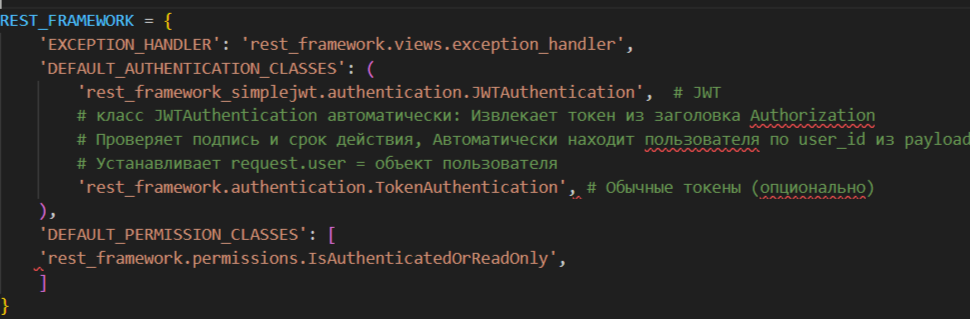 REST_FRAMEWORK = {
    'EXCEPTION_HANDLER': 'rest_framework.views.exception_handler',
    'DEFAULT_AUTHENTICATION_CLASSES': (
        'rest_framework_simplejwt.authentication.JWTAuthentication',  # JWT
        # класс JWTAuthentication автоматически: Извлекает токен из заголовка Authorization
        # Проверяет подпись и срок действия, Автоматически находит пользователя по user_id из payload
        # Устанавливает request.user = объект пользователя
        'rest_framework.authentication.TokenAuthentication', # Обычные токены (опционально)
    ),
    'DEFAULT_PERMISSION_CLASSES': [
    'rest_framework.permissions.IsAuthenticatedOrReadOnly',
    ]
}